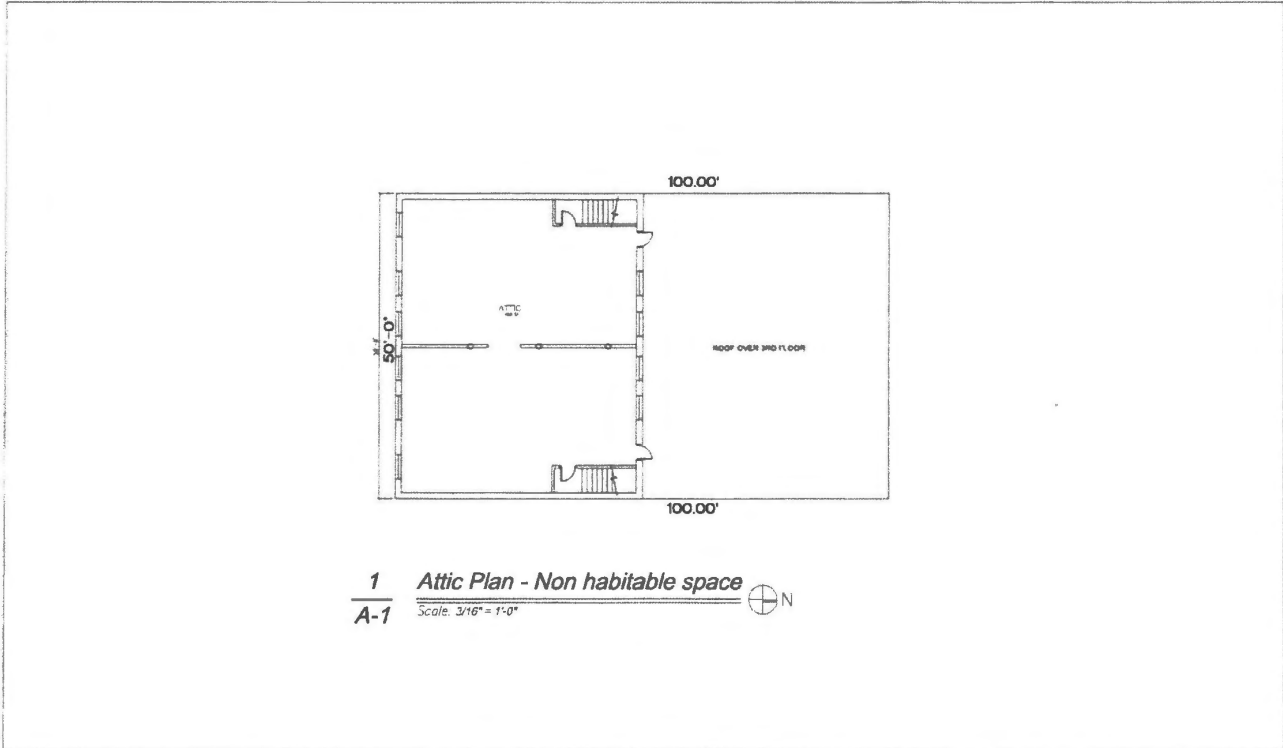 100.00'
ATTIC
50'-0"
ROOF OVER 3RD FLOOR
100.00'
1
A-1
Attic Plan - Non habitable space
Scale: 3/16" = 1'-0"
N